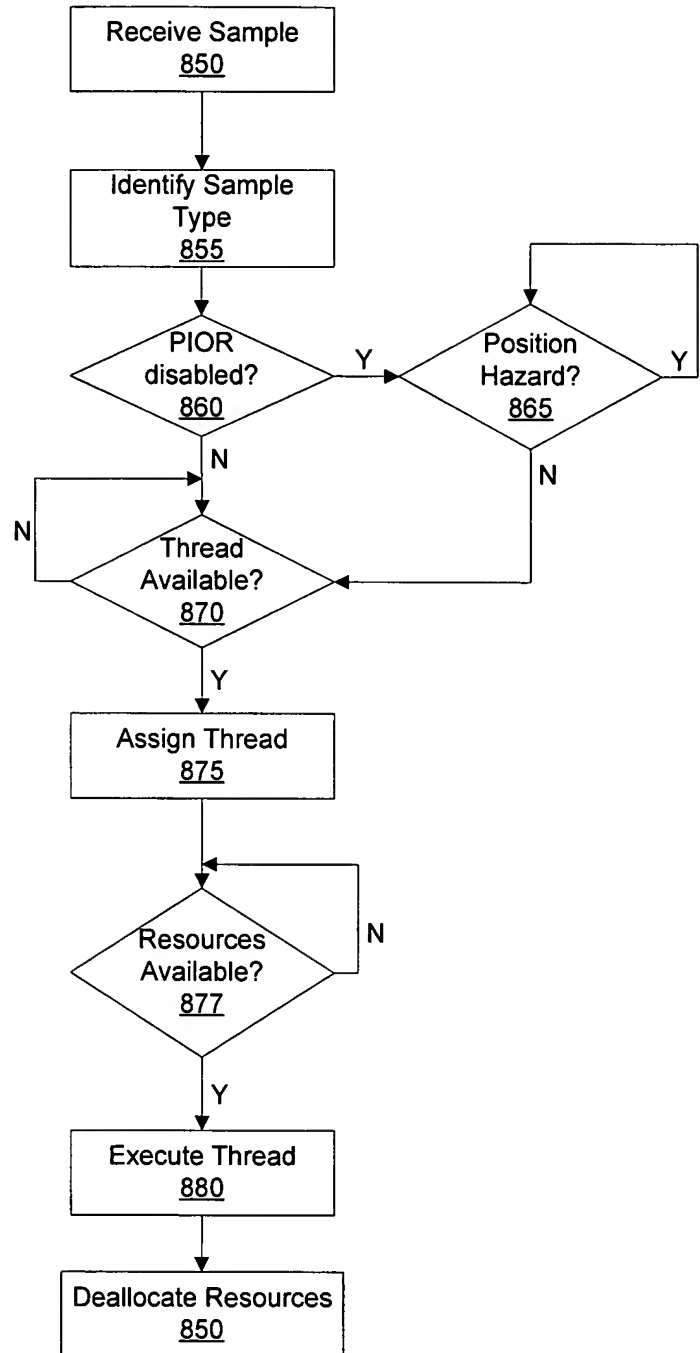 Receive Sample
850
Identify Sample
Type
855
PIOR
disabled?
860
Y
Position
Hazard?
865
Y
N
N
N
Thread
Available?
870
Y
Assign Thread
875
Resources
Available?
877
N
Y
Execute Thread
880
Deallocate Resources
850